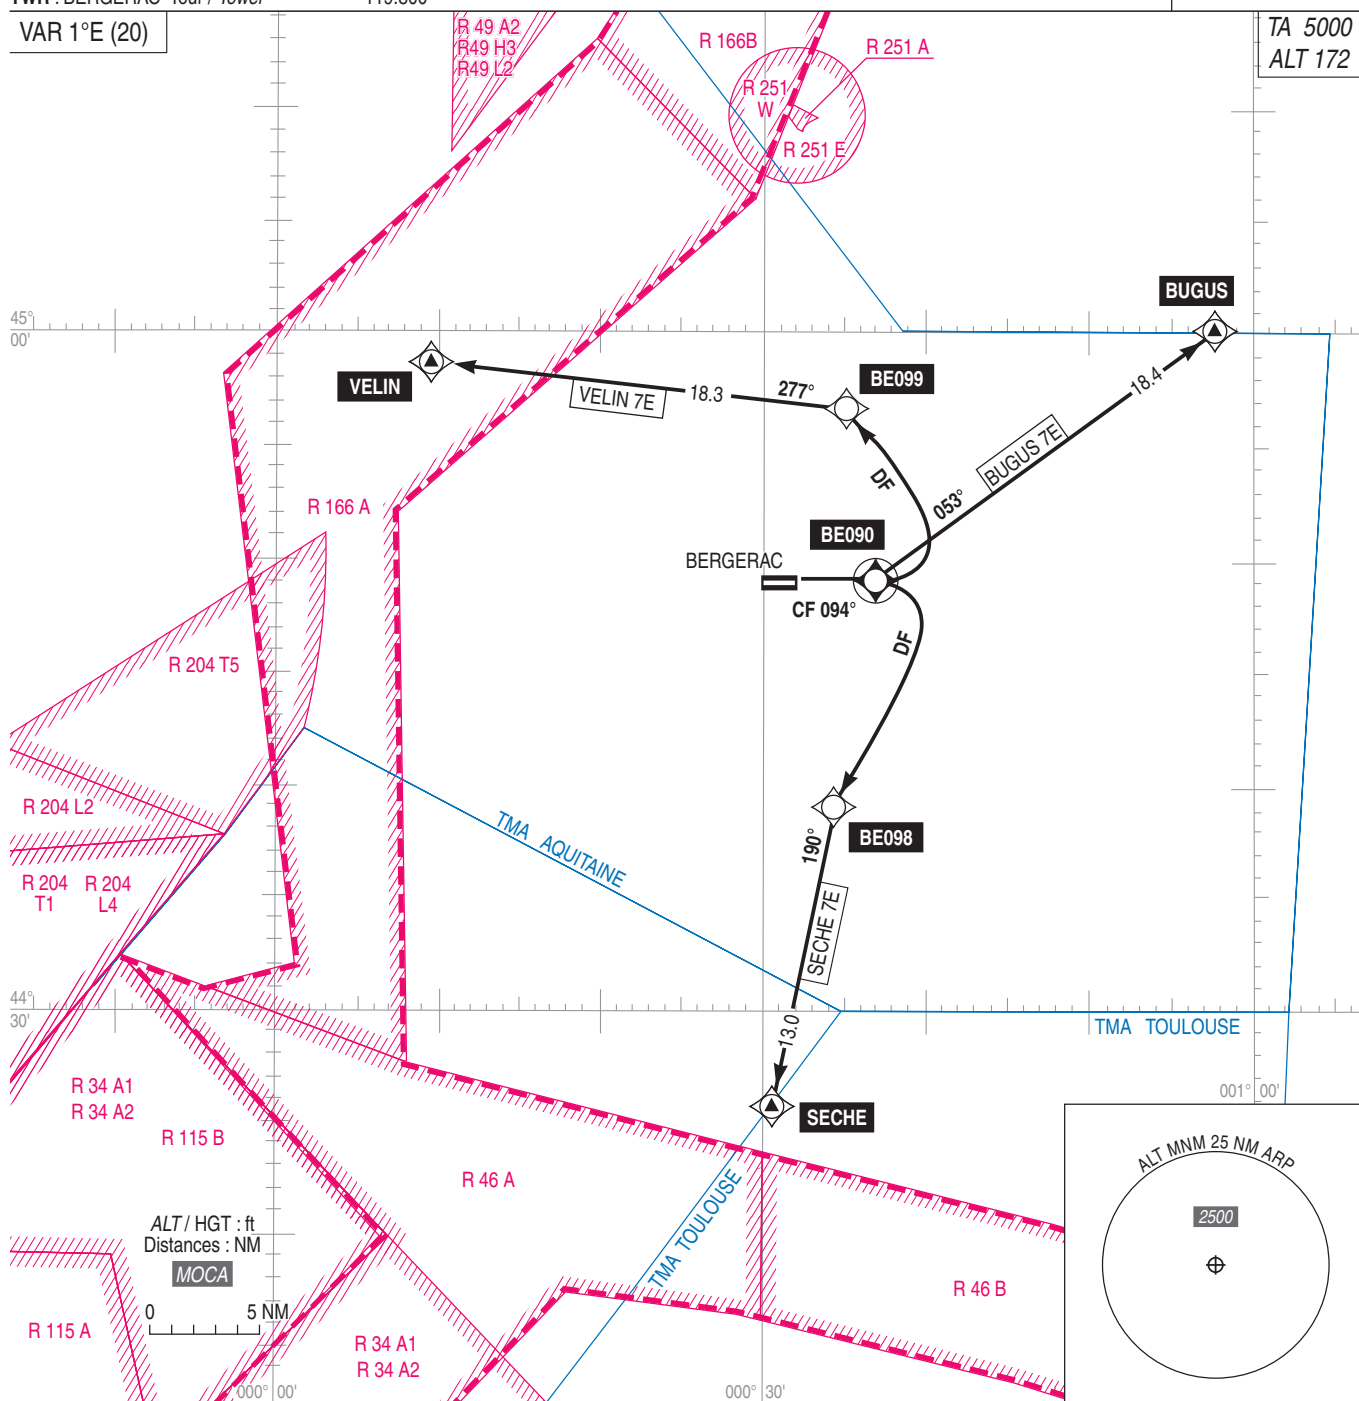 VAR 1°E (20)
TA 5000
ALT 172
R 49 A2
R49 H3
R49 L2
R 166B
R 251 A
R 251
W
R 251 E
BUGUS
45°
00'
VELIN
VELIN 7E
18.3
277°
BE099
18.4
BUGUS 7E
053°
DF
R 166 A
BE090
BERGERAC
CF 094°
DF
R 204 T5
R 204 L2
TMA AQUITAINE
BE098
190°
R 204
T1
R 204
L4
SECHE 7E
44°
30'
13.0
TMA TOULOUSE
R 34 A1
R 34 A2
001° 00'
SECHE
R 115 B
R 46 A
TMA TOULOUSE
ALT MNM 25 NM ARP
2500
ALT / HGT : ft
Distances : NM
MOCA
0 5 NM
R 46 B
R 115 A
R 34 A1
R 34 A2
000° 00'
000° 30'